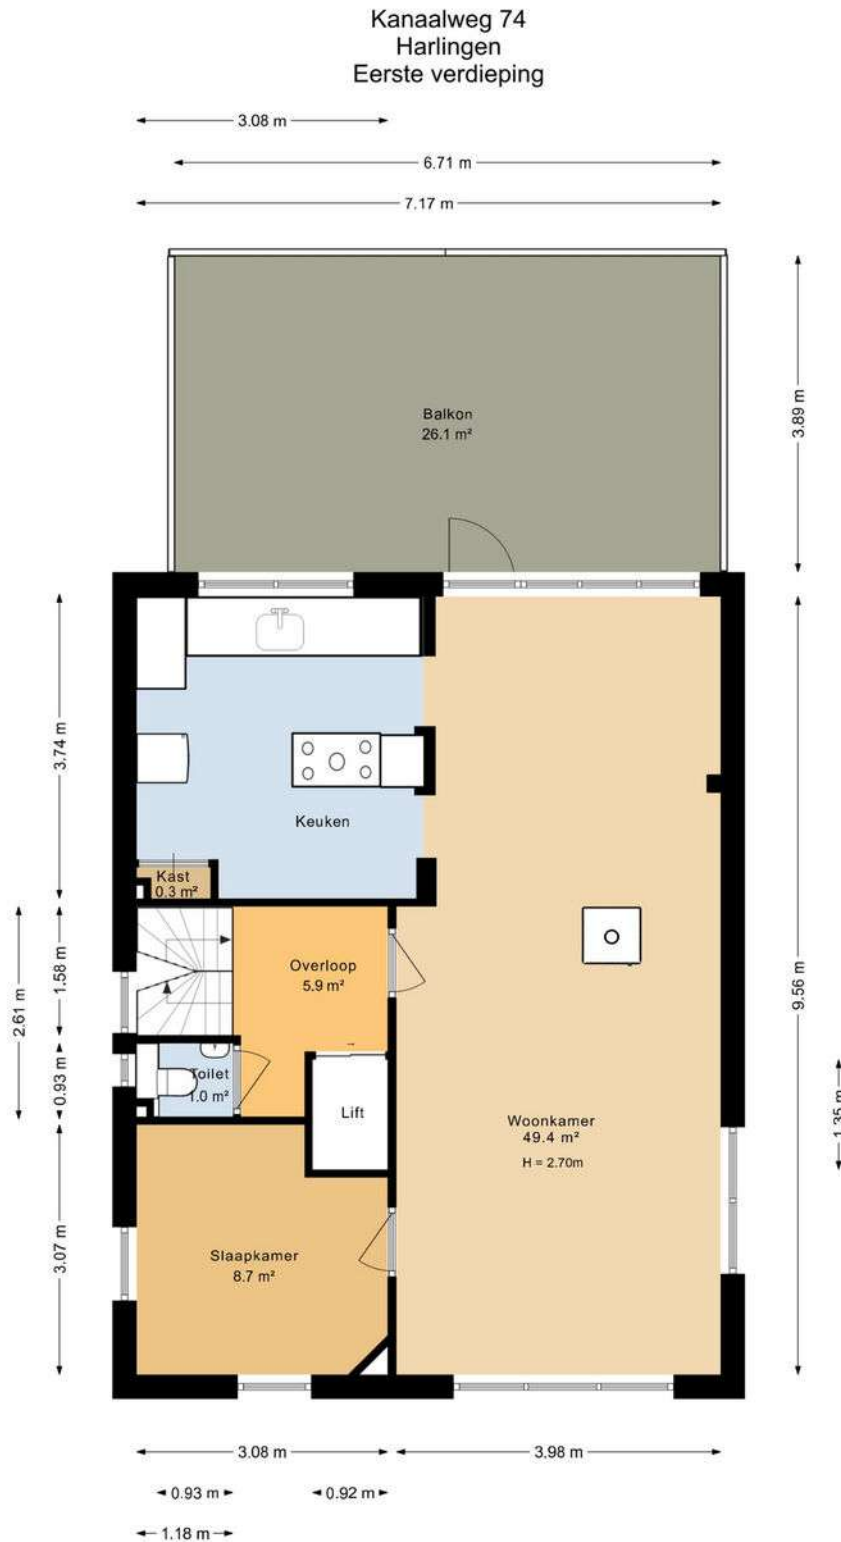 Kanaalweg 74
Harlingen
Eerste verdieping
3.08 m
6.71 m
7.17 m
3.89 m
Balkon
26.1 m²
3.74 m
Keuken
Kast
0.3 m²
2.61 m
1.58 m
Overloop
5.9 m²
9.56 m
0.93 m
Toilet
1.0 m²
Lift
1.35 m
Woonkamer
49.4 m²
H = 2.70m
3.07 m
Slaapkamer
8.7 m²
3.08 m
3.98 m
0.93 m
0.92 m
1.18 m